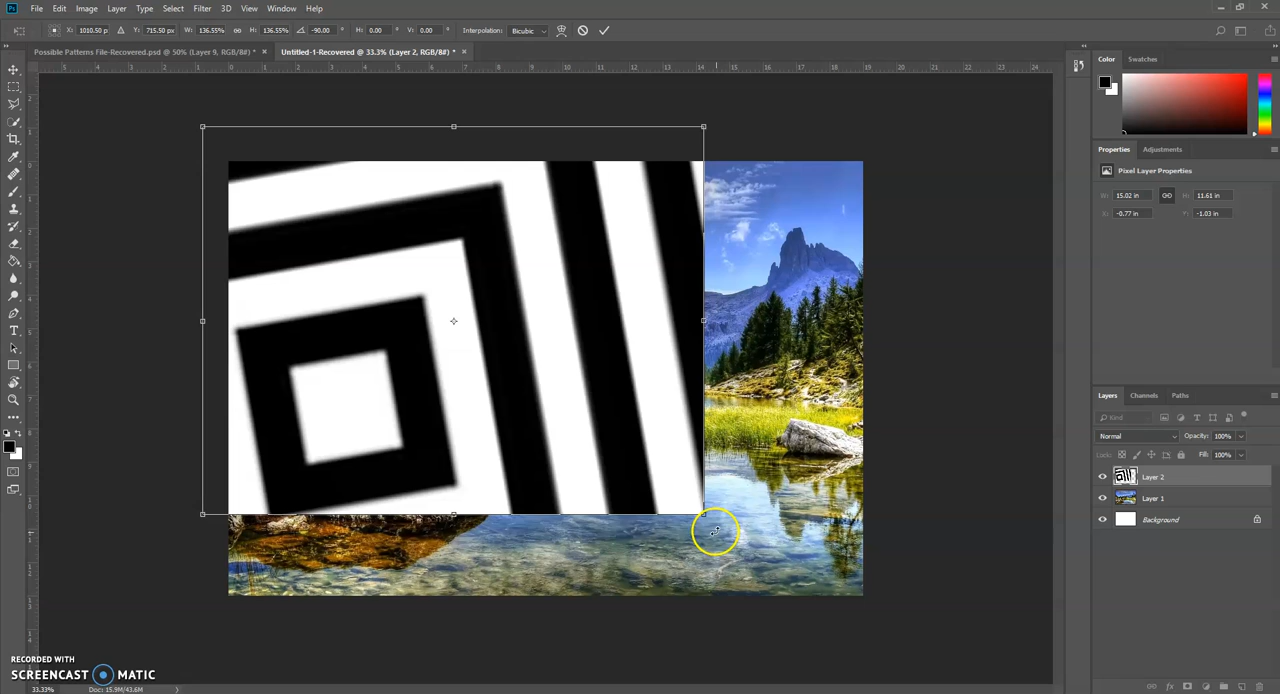 Ps File Edit Image Layer Type Select Filter 3D View Window Help
X: 1010.50 p Y: 715.50 px W: 136.55% H: 136.55% -90.00 ° H: 0.00 ° V: 0.00 ° Interpolation: Bicubic
Possible Patterns File-Recovered.psd @ 50% (Layer 9, RGB/8#) * × Untitled-1-Recovered @ 33.3% (Layer 2, RGB/8#) * ×
Color Swatches
Properties Adjustments
Pixel Layer Properties
W: 15.02 in H: 11.61 in
X: -0.77 in Y: -1.03 in
Layers Channels Paths
Kind
Normal Opacity: 100%
Lock: Fill: 100%
Layer 2
Layer 1
Background
RECORDED WITH
SCREENCAST MATIC
33.33% Doc: 15.9M/43.6M